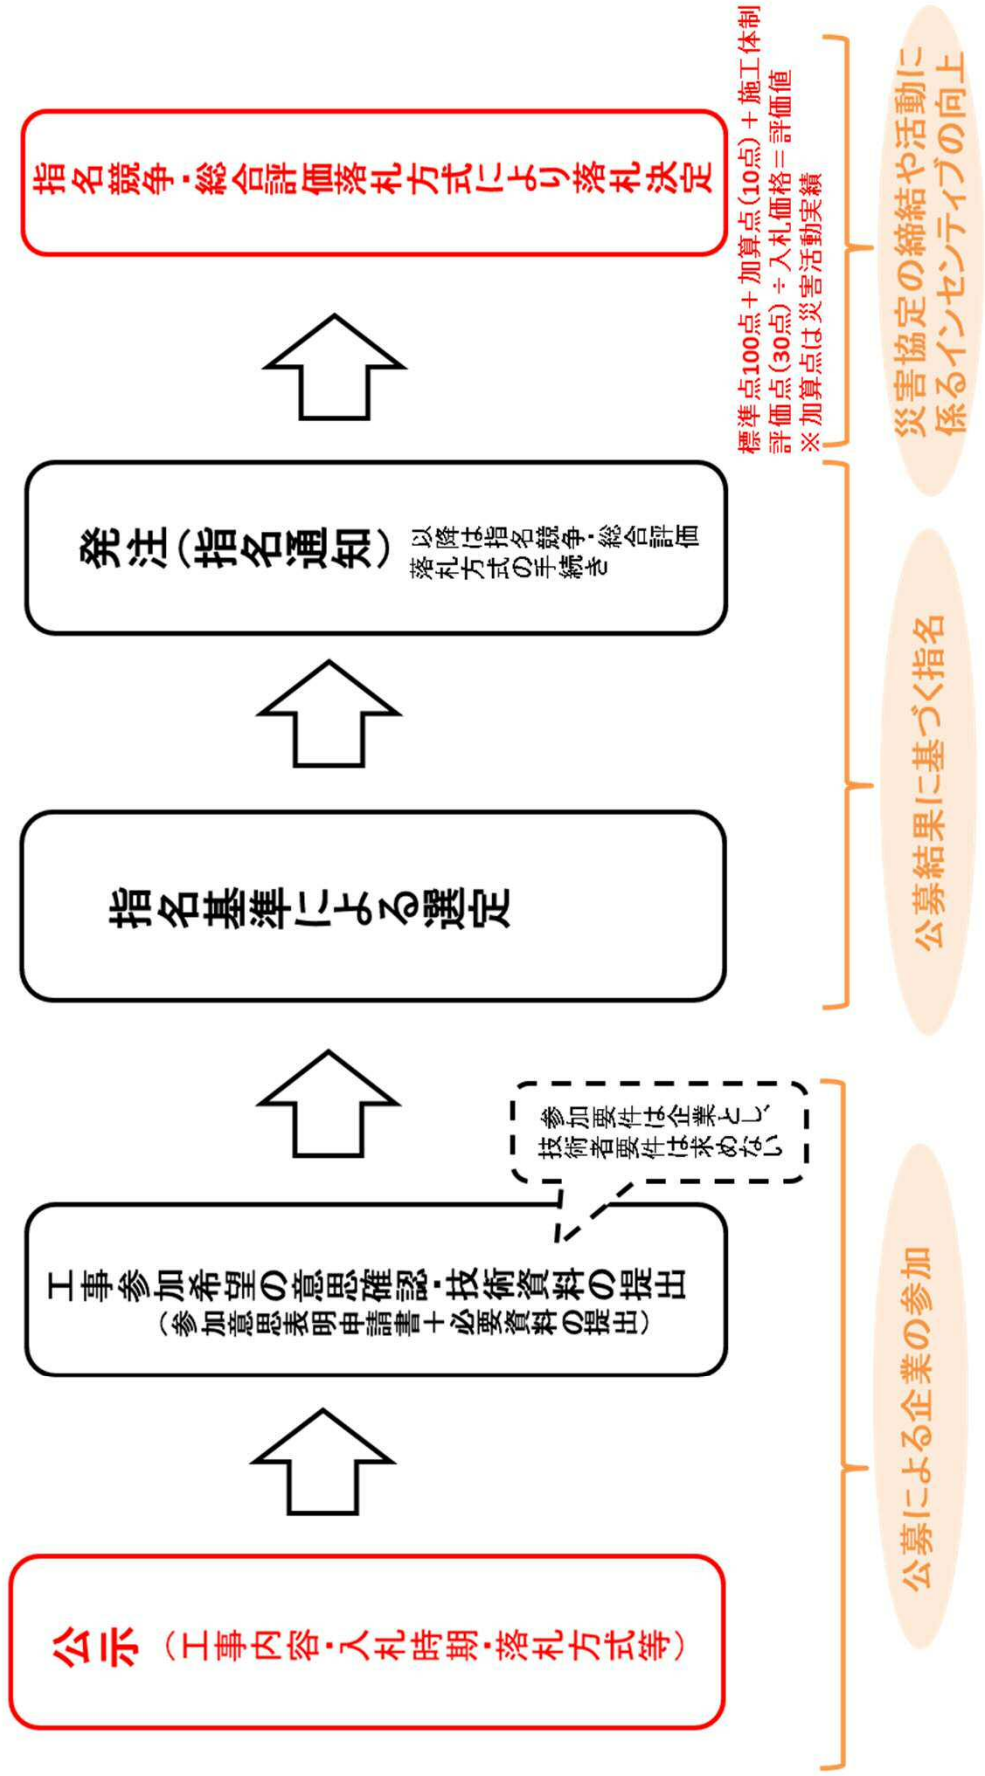 公示
（工事内容・入札時期・落札方式等）
工事参加希望の意思確認・技術資料の提出
（参加意思表明申請書＋必要資料の提出）
参加要件は企業とし、
技術者要件は求めない
指名基準による選定
発注（指名通知）
以降は指名競争・総合評価
落札方式の手続き
指名競争・総合評価落札方式により落札決定
標準点100点＋加算点（10点）＋施工体制
評価点（30点）÷入札価格＝評価値
※加算点は災害活動実績
公募による企業の参加
公募結果に基づく指名
災害協定の締結や活動に
係るインセンティブの向上